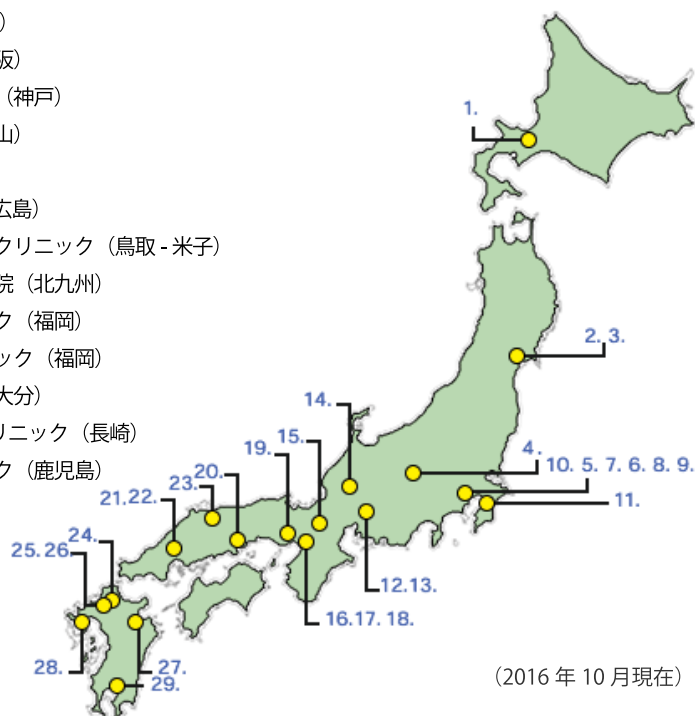 ）
阪）
（神戸）
山）
広島）
クリニック（鳥取 - 米子）
院（北九州）
ク（福岡）
ック（福岡）
大分）
リニック（長崎）
ク（鹿児島）
1.
2. 3.
14.
4.
19.
15.
10. 5. 7. 6. 8. 9.
23.
20.
21.22.
11.
24.
25.26.
12.13.
16.17. 18.
28.
27.
29.
（2016 年 10 月現在）